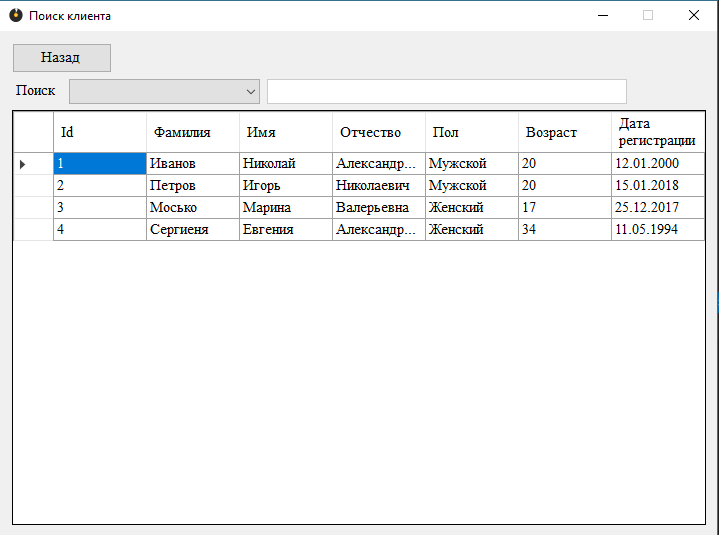 Поиск клиента
Назад
Поиск
Id Фамилия Имя Отчество Пол Возраст Дата регистрации
1 Иванов Николай Александр... Мужской 20 12.01.2000
2 Петров Игорь Николаевич Мужской 20 15.01.2018
3 Мосько Марина Валерьевна Женский 17 25.12.2017
4 Сергиеня Евгения Александр... Женский 34 11.05.1994